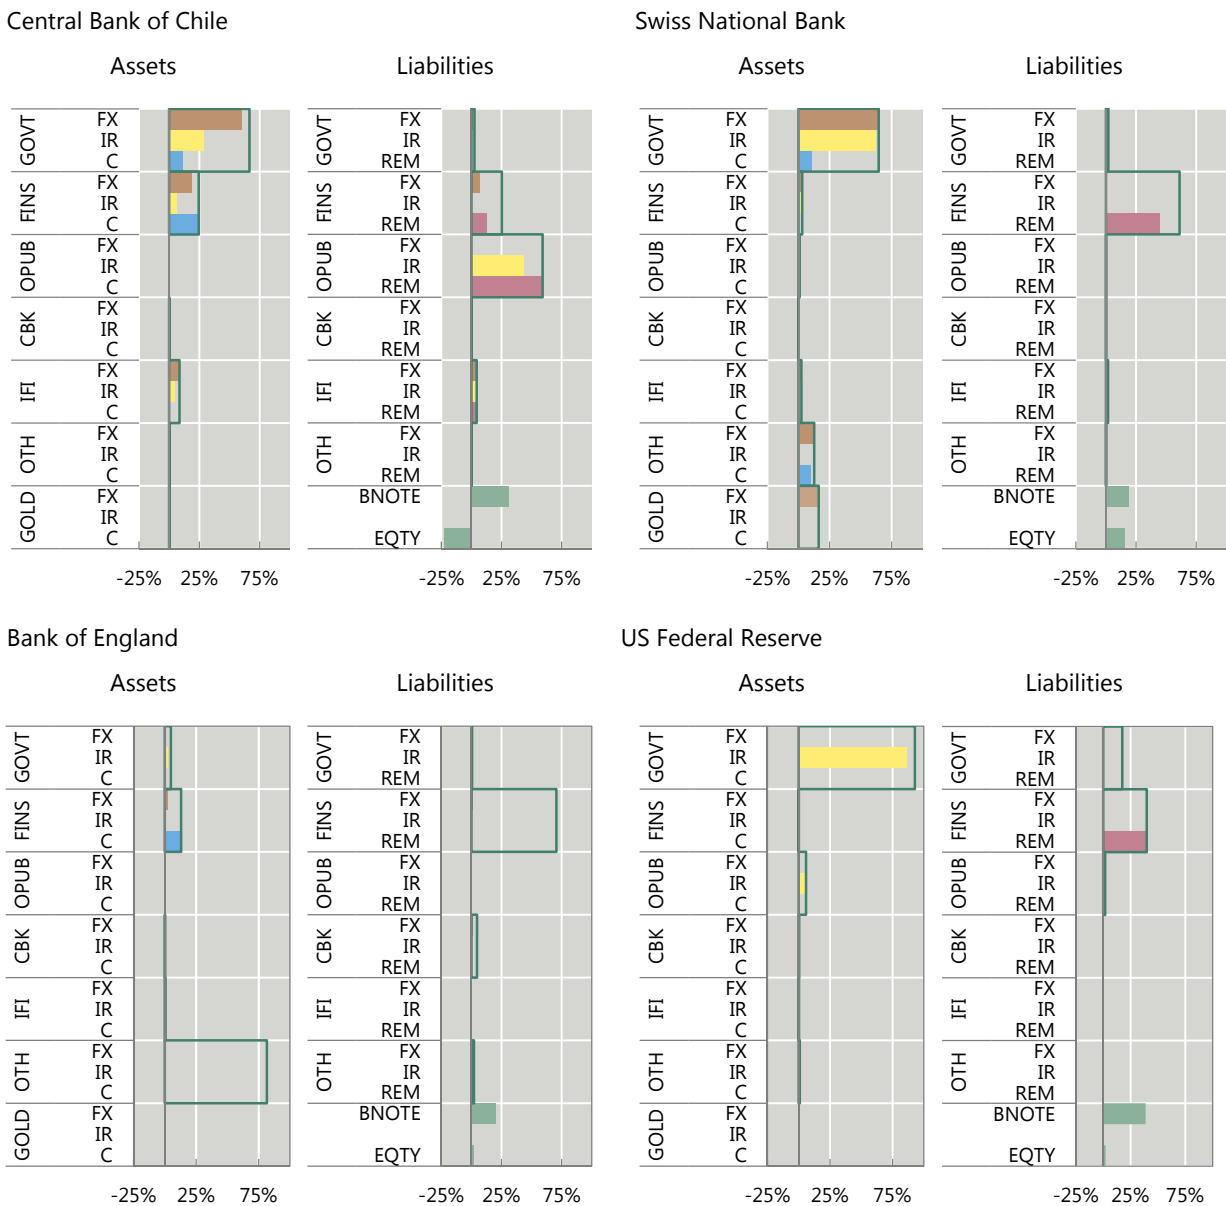 Central Bank of Chile
Swiss National Bank
Assets
Liabilities
Assets
Liabilities
GOVT FX IR C
FINS FX IR C
OPUB FX IR C
CBK FX IR C
IFI FX IR C
OTH FX IR C
GOLD FX IR C
-25% 25% 75%
GOVT FX IR REM
FINS FX IR REM
OPUB FX IR REM
CBK FX IR REM
IFI FX IR REM
OTH FX IR REM
BNOTE
EQTY
-25% 25% 75%
GOVT FX IR C
FINS FX IR C
OPUB FX IR C
CBK FX IR C
IFI FX IR C
OTH FX IR C
GOLD FX IR C
-25% 25% 75%
GOVT FX IR REM
FINS FX IR REM
OPUB FX IR REM
CBK FX IR REM
IFI FX IR REM
OTH FX IR REM
BNOTE
EQTY
-25% 25% 75%
Bank of England
US Federal Reserve
Assets
Liabilities
Assets
Liabilities
GOVT FX IR C
FINS FX IR C
OPUB FX IR C
CBK FX IR C
IFI FX IR C
OTH FX IR C
GOLD FX IR C
-25% 25% 75%
GOVT FX IR REM
FINS FX IR REM
OPUB FX IR REM
CBK FX IR REM
IFI FX IR REM
OTH FX IR REM
BNOTE
EQTY
-25% 25% 75%
GOVT FX IR C
FINS FX IR C
OPUB FX IR C
CBK FX IR C
IFI FX IR C
OTH FX IR C
GOLD FX IR C
-25% 25% 75%
GOVT FX IR REM
FINS FX IR REM
OPUB FX IR REM
CBK FX IR REM
IFI FX IR REM
OTH FX IR REM
BNOTE
EQTY
-25% 25% 75%